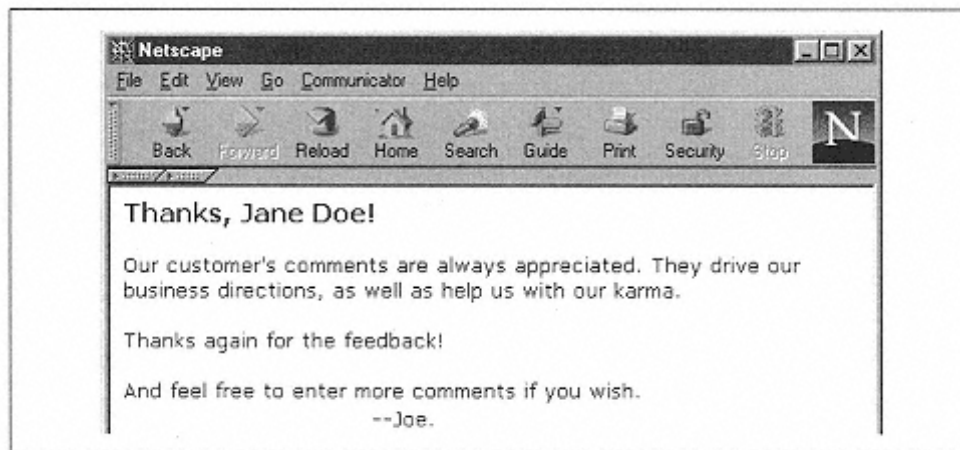 Netscape
File Edit View Go Communicator Help
Back Forward Reload Home Search Guide Print Security Stop
N
Thanks, Jane Doe!
Our customer's comments are always appreciated. They drive our
business directions, as well as help us with our karma.
Thanks again for the feedback!
And feel free to enter more comments if you wish.
--Joe.